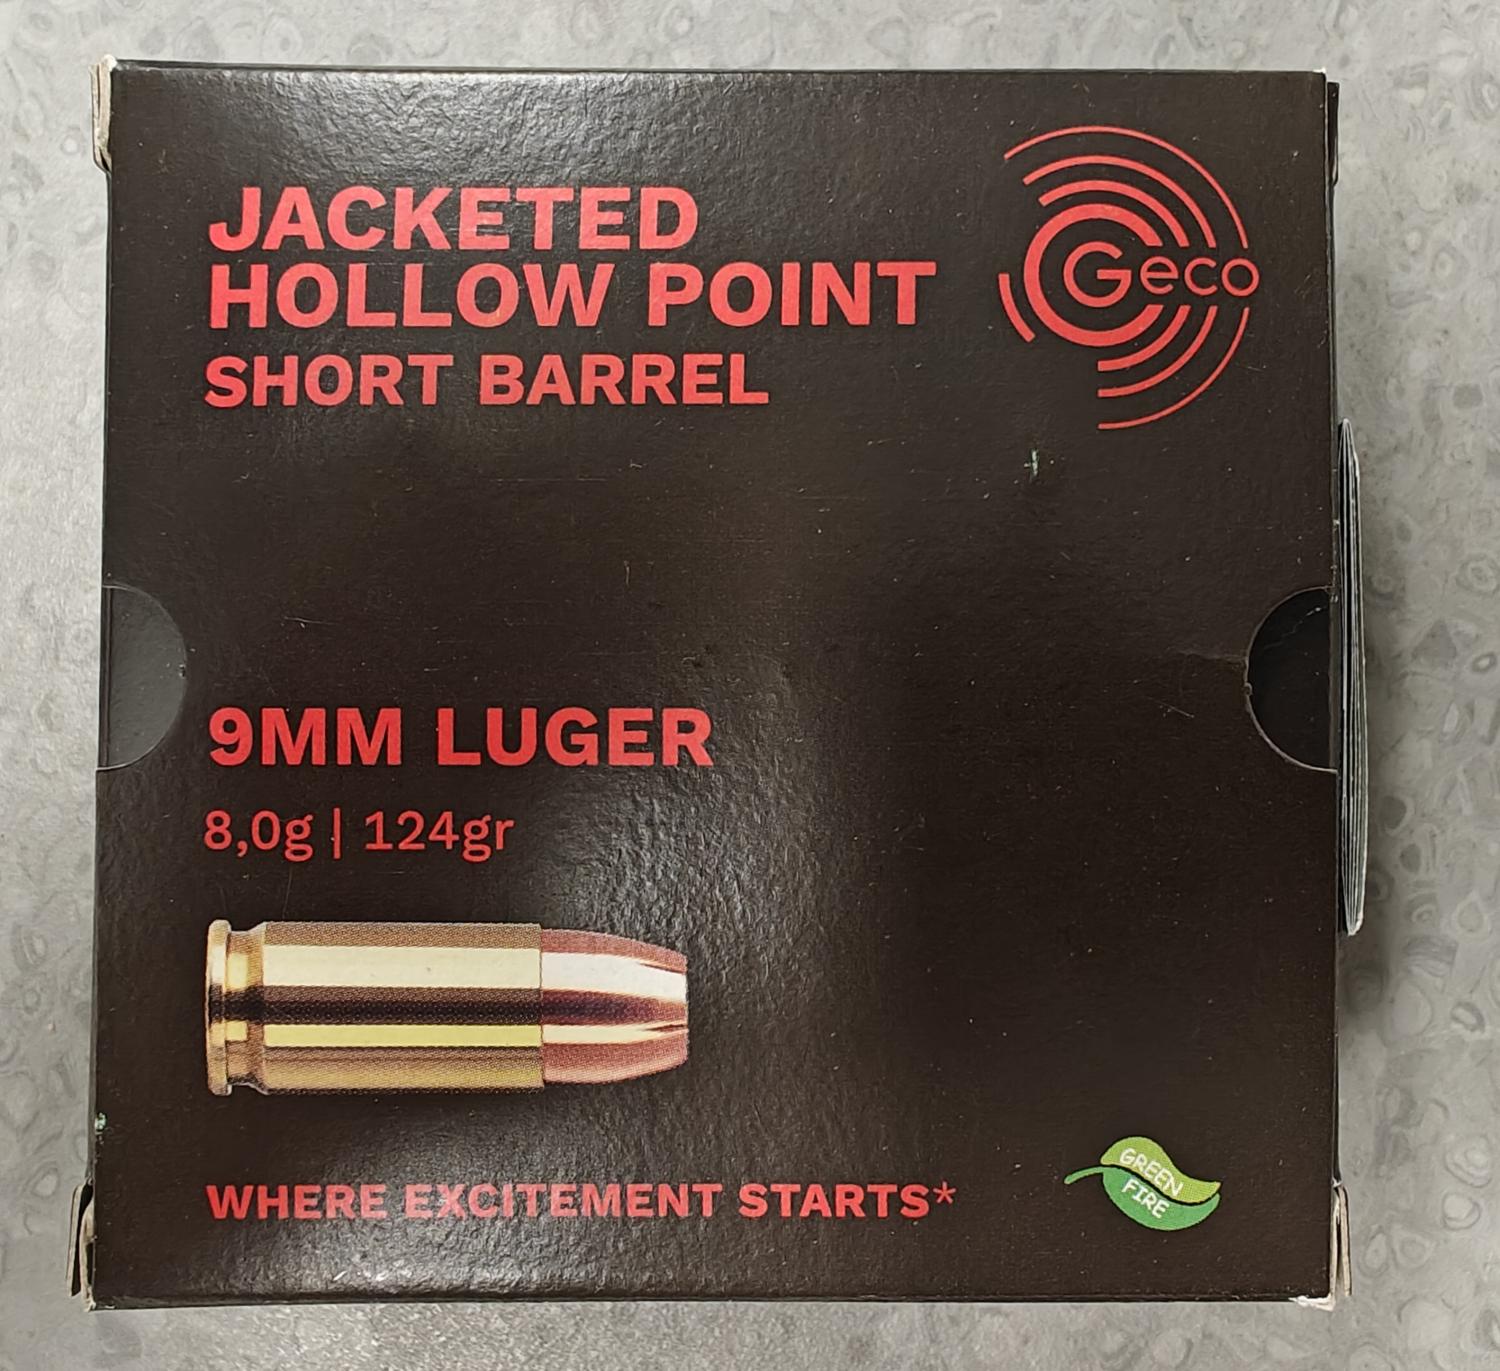 JACKETED
HOLLOW POINT
SHORT BARREL
Geco
9MM LUGER
8,0g | 124gr
WHERE EXCITEMENT STARTS*
GREEN
FIRE